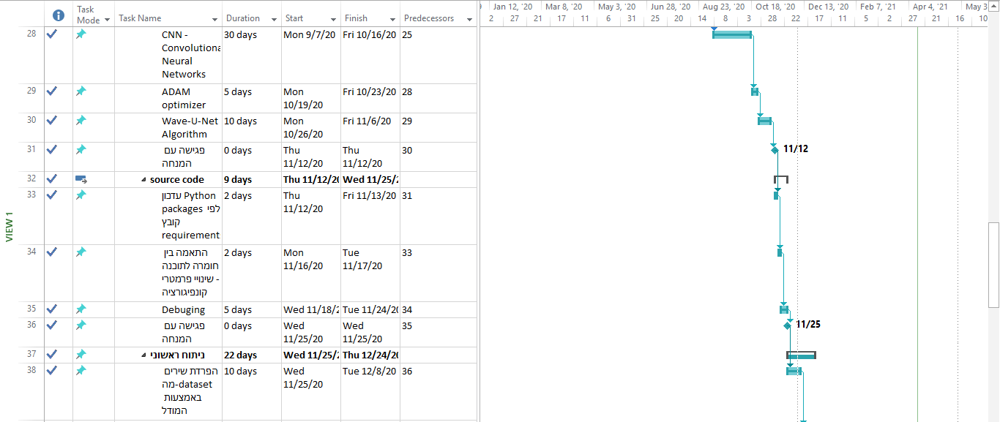 Task Mode Task Name Duration Start Finish Predecessors
Jan 12, '20 Mar 8, '20 May 3, '20 Jun 28, '20 Aug 23, '20 Oct 18, '20 Dec 13, '20 Feb 7, '21 Apr 4, '21 May 3
2 27 21 17 11 6 31 25 20 14 8 3 28 22 17 11 5 2 27 21 16 10
28 CNN - 30 days Mon 9/7/20 Fri 10/16/20 25
Convolutiona
Neural
Networks
29 ADAM 5 days Mon Fri 10/23/20 28
optimizer 10/19/20
30 Wave-U-Net 10 days Mon Fri 11/6/20 29
Algorithm 10/26/20
31 פגישה עם 0 days Thu Thu 30 11/12
המנחה 11/12/20 11/12/20
32 source code 9 days Thu 11/12/20 Wed 11/25/2
33 עדכון Python 2 days Thu Fri 11/13/20 31
packages לפי 11/12/20
קובץ
requirement
34 התאמה בין 2 days Mon Tue 33
חומרה לתוכנה 11/16/20 11/17/20
- שינויי פרמטרי
קונפיגורציה
35 Debuging 5 days Wed 11/18/2 Tue 11/24/20 34
36 פגישה עם 0 days Wed Wed 35 11/25
המנחה 11/25/20 11/25/20
37 ניתוח ראשוני 22 days Wed 11/25/2 Thu 12/24/20
38 הפרדת שירים 10 days Wed Tue 12/8/20 36
מה-dataset 11/25/20
באמצעות
המודל
VIEW 1